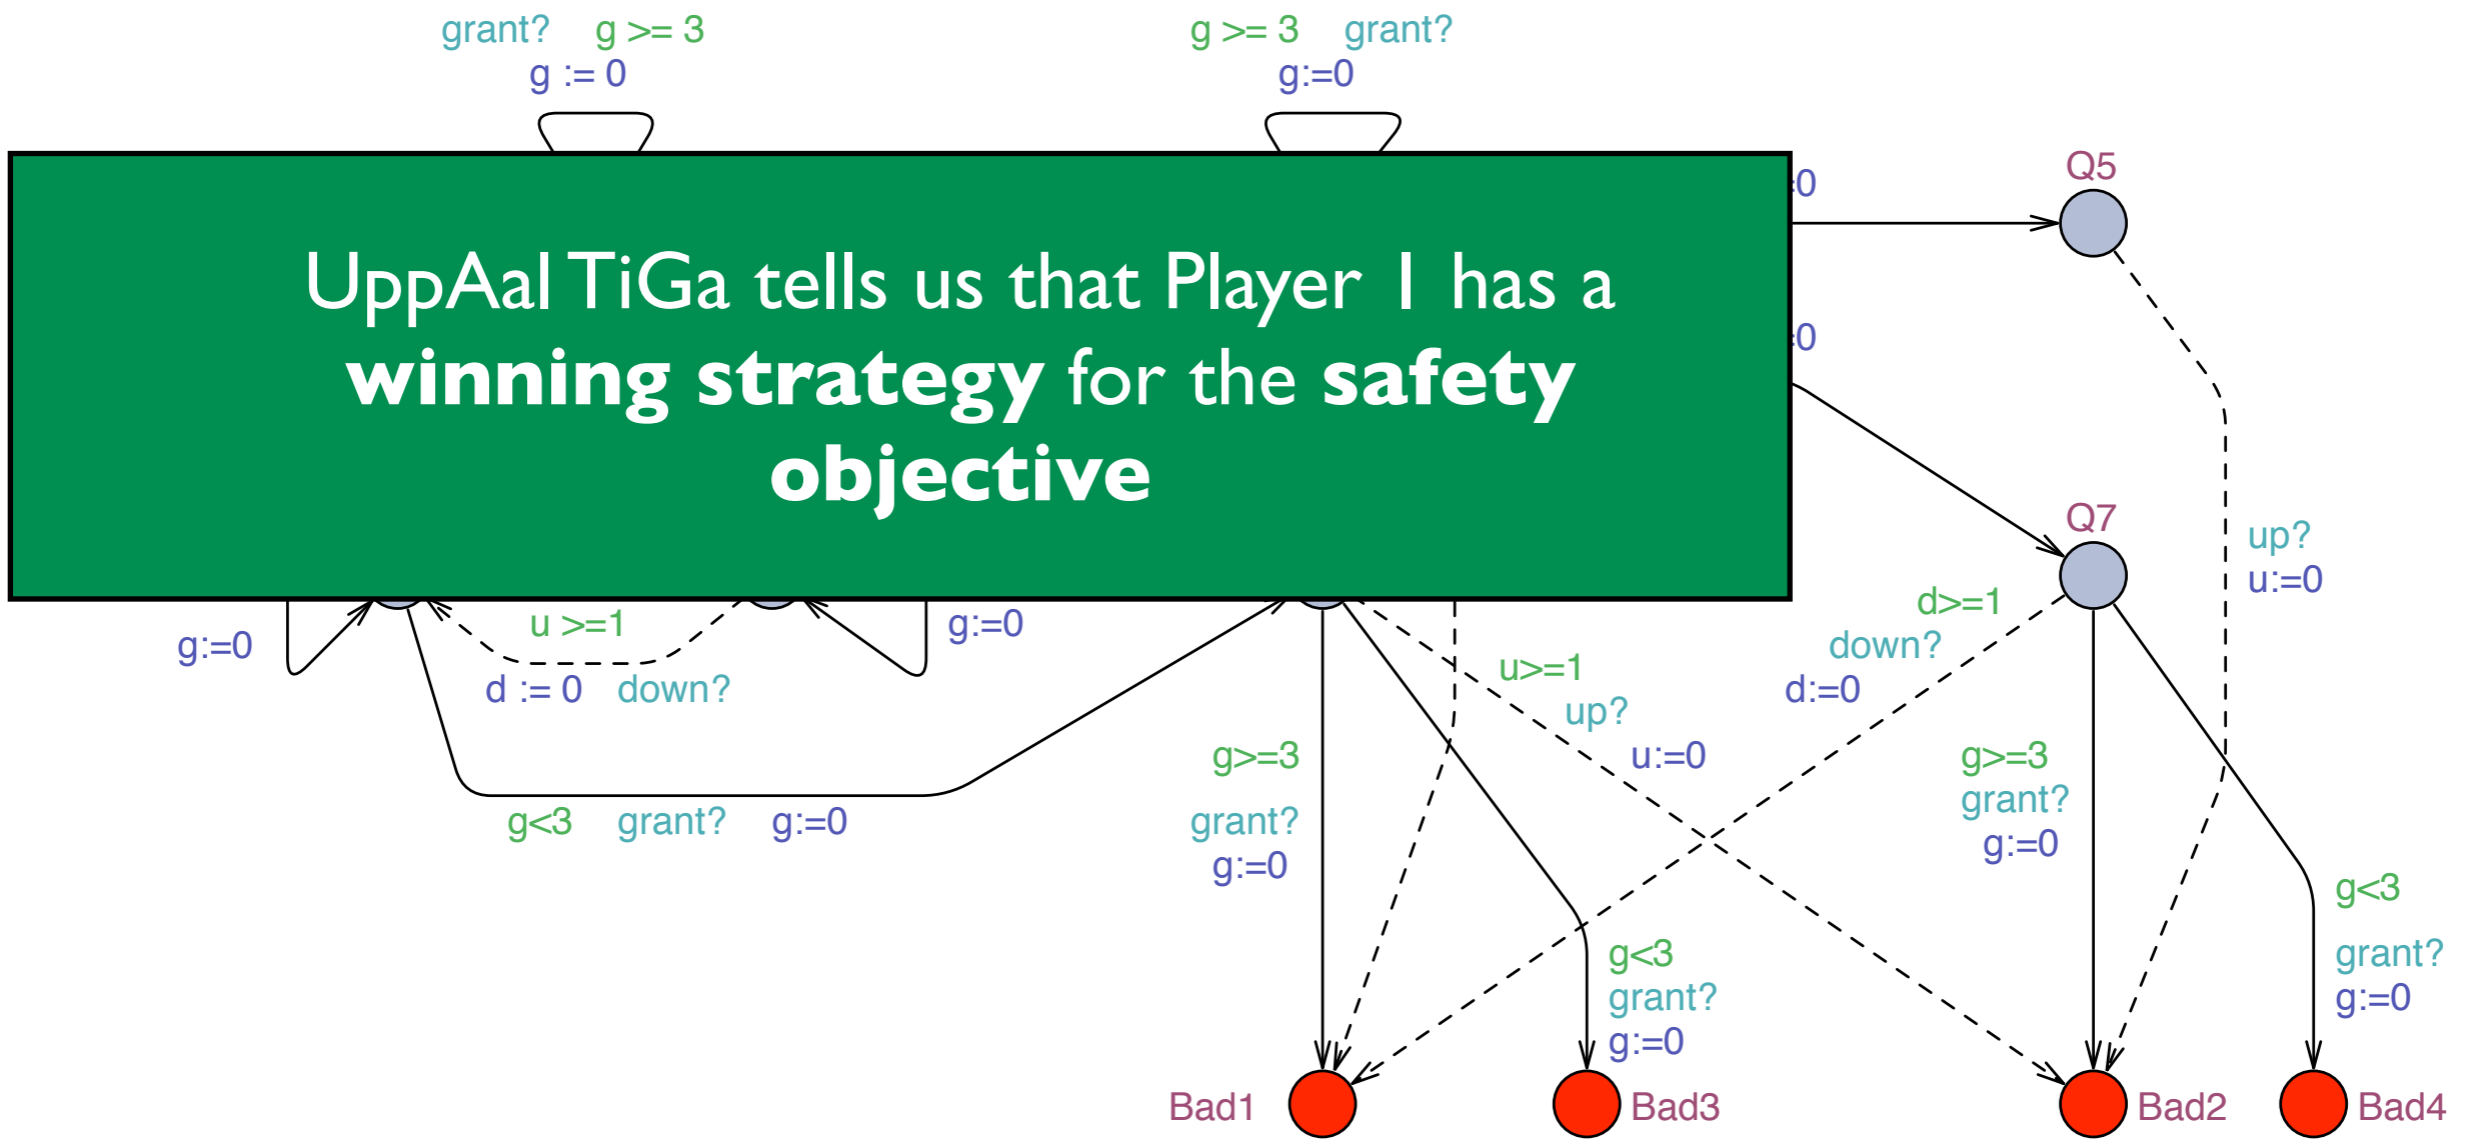 grant? g >= 3
g := 0
g >= 3 grant?
g:=0
Q5
UppAal TiGa tells us that Player 1 has a
winning strategy for the safety
objective
Q7
up?
u:=0
d>=1
down?
d:=0
g:=0
u >=1
d := 0 down?
g:=0
u>=1
up?
u:=0
g<3 grant? g:=0
g>=3
grant?
g:=0
g>=3
grant?
g:=0
g<3
grant?
g:=0
g<3
grant?
g:=0
Bad1
Bad3
Bad2
Bad4